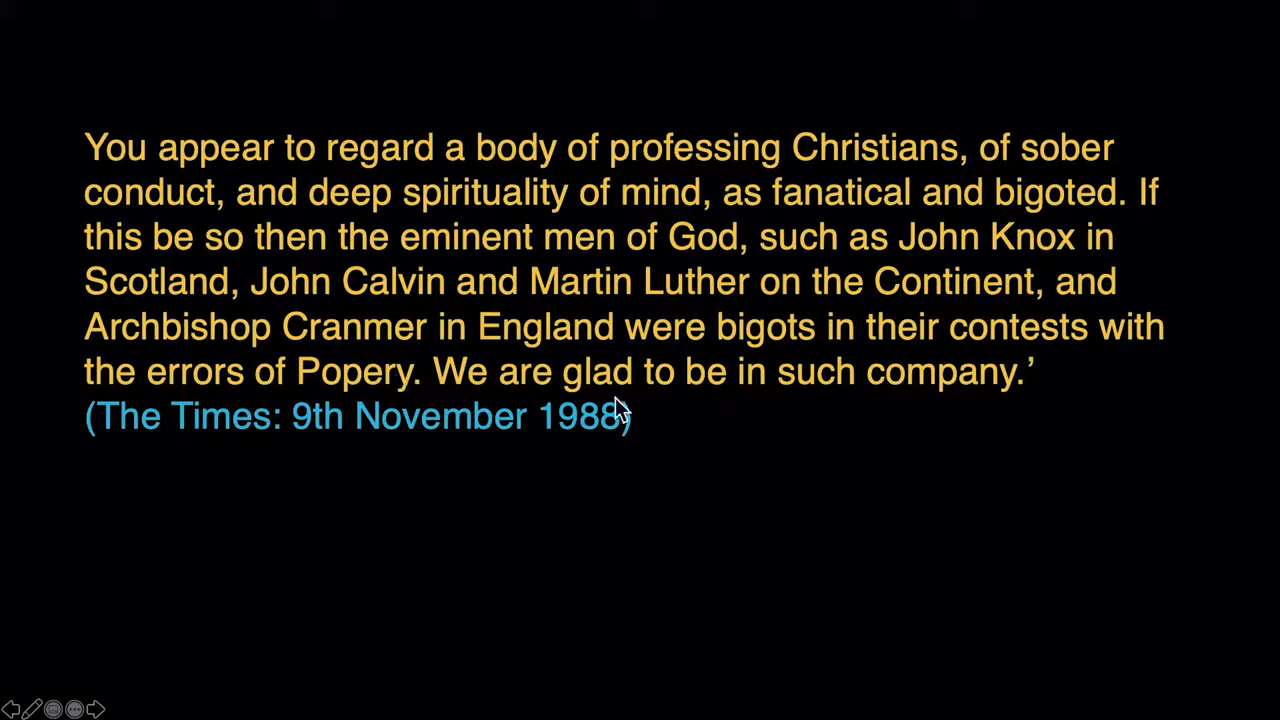 You appear to regard a body of professing Christians, of sober
conduct, and deep spirituality of mind, as fanatical and bigoted. If
this be so then the eminent men of God, such as John Knox in
Scotland, John Calvin and Martin Luther on the Continent, and
Archbishop Cranmer in England were bigots in their contests with
the errors of Popery. We are glad to be in such company.’
(The Times: 9th November 1988)